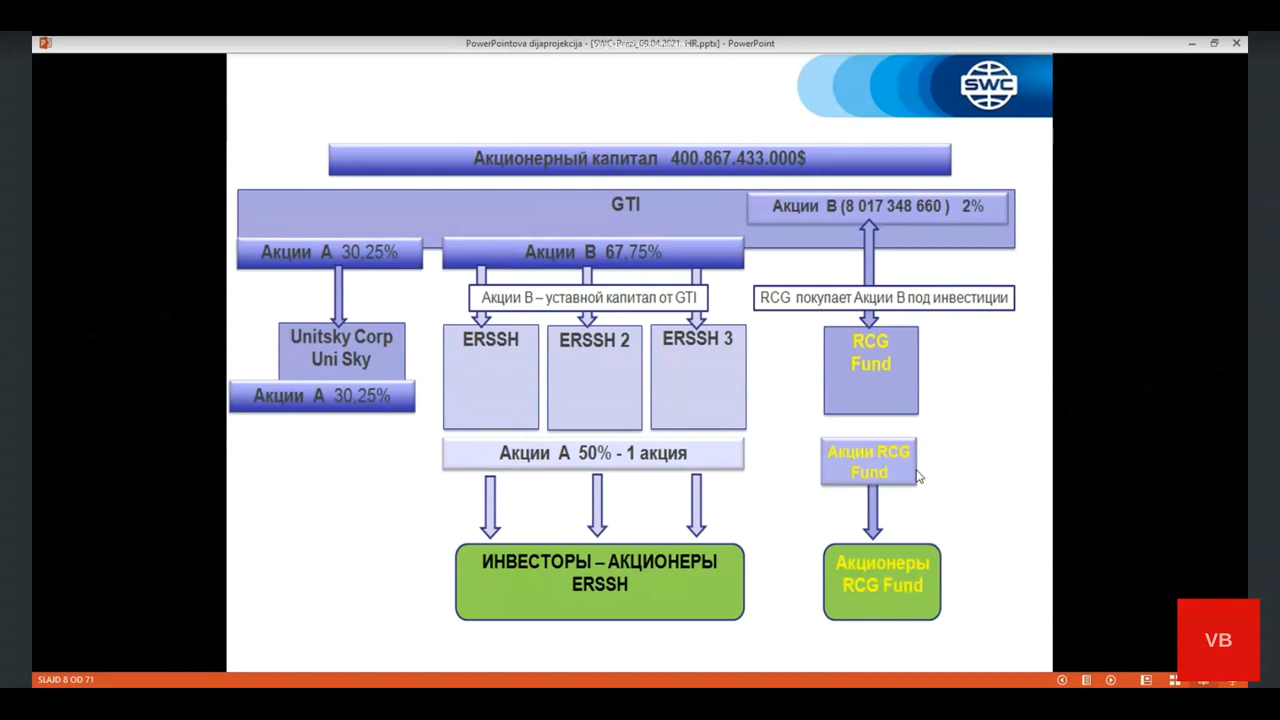 PowerPointova dijaprojekcija - [SWC-Prezi_09.04.2021. HR.pptx] - PowerPoint
SWC
Акционерный капитал 400.867.433.000$
GTI
Акции B (8 017 348 660 ) 2%
Акции A 30,25%
Акции B 67,75%
Акции B – уставной капитал от GTI
RCG покупает Акции B под инвестиции
Unitsky Corp
Uni Sky
ERSSH
ERSSH 2
ERSSH 3
RCG
Fund
Акции A 30,25%
Акции A 50% - 1 акция
Акции RCG
Fund
ИНВЕСТОРЫ – АКЦИОНЕРЫ
ERSSH
Акционеры
RCG Fund
VB
SLAJD 8 OD 71